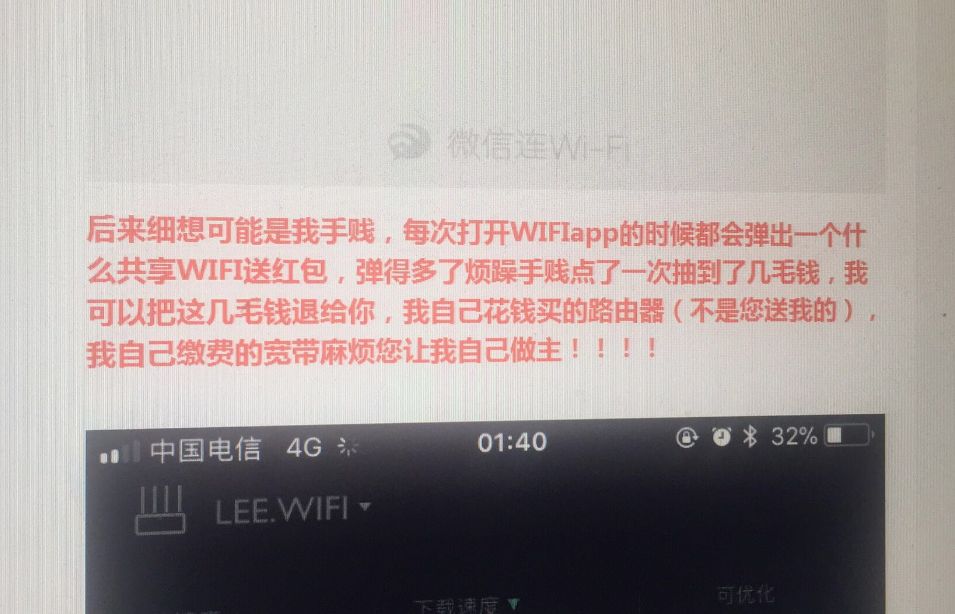 微信连Wi-Fi
后来细想可能是我手贱，每次打开WIFIapp的时候都会弹出一个什
么共享WIFI送红包，弹得多了烦躁手贱点了一次抽到了几毛钱，我
可以把这几毛钱退给你，我自己花钱买的路由器（不是您送我的），
我自己缴费的宽带麻烦您让我自己做主！！！！
中国电信 4G 01:40 32%
LEE.WIFI
下载速度 可优化